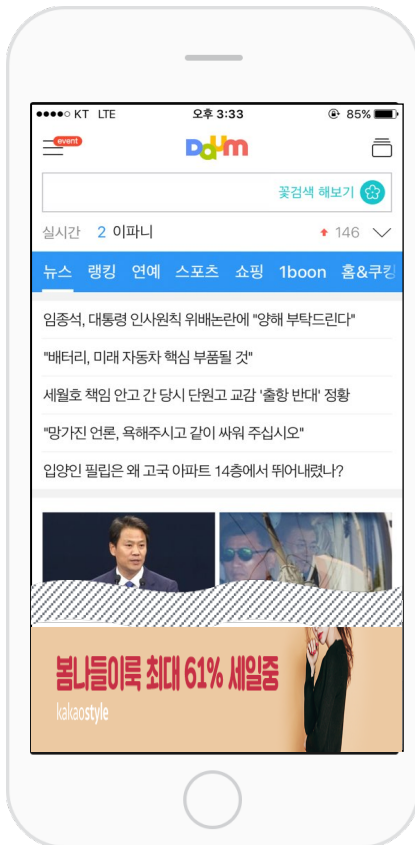 ●●●●○ KT LTE 오후 3:33 85%
event
Daum
꽃검색 해보기
실시간 2 이파니 146
뉴스 랭킹 연예 스포츠 쇼핑 1boon 홈&쿠킹
임종석, 대통령 인사원칙 위배논란에 "양해 부탁드린다"
"배터리, 미래 자동차 핵심 부품될 것"
세월호 책임 안고 간 당시 단원고 교감 '출항 반대' 정황
"망가진 언론, 욕해주시고 같이 싸워 주십시오"
입양인 필립은 왜 고국 아파트 14층에서 뛰어내렸나?
봄나들이룩 최대 61% 세일중
kakaostyle